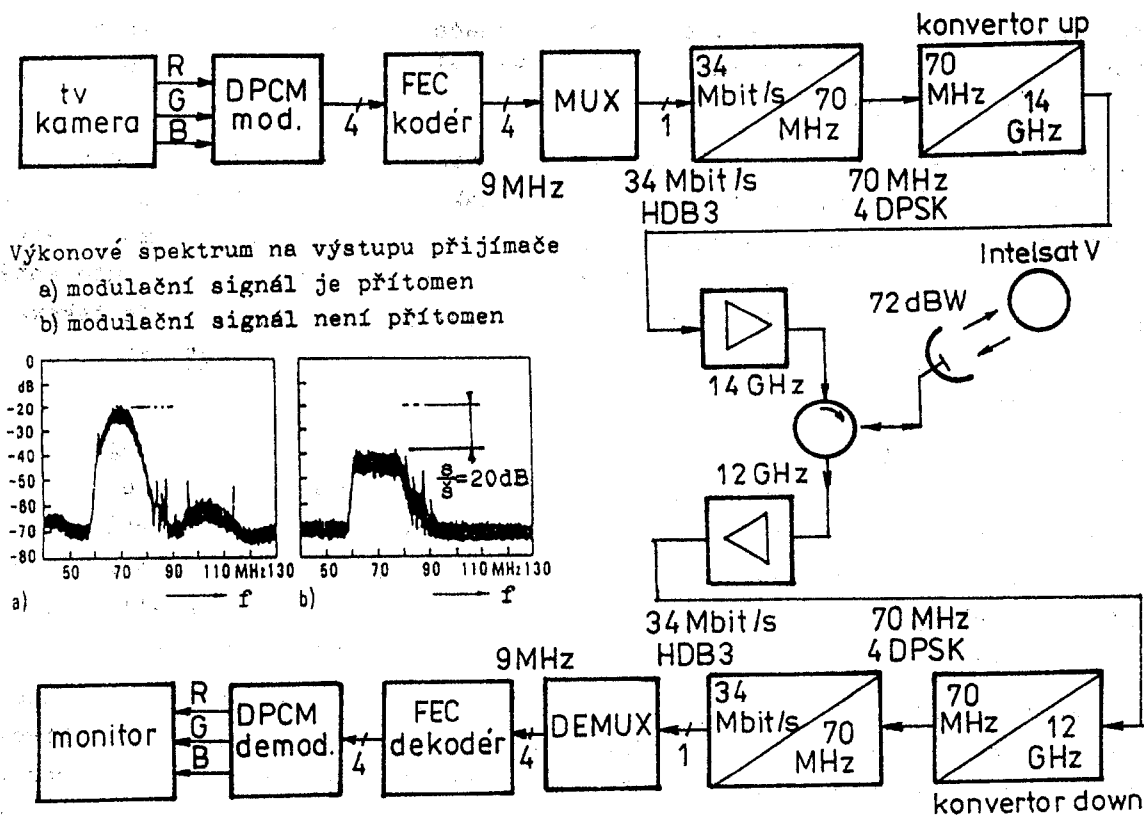 konvertor up
tv
kamera
R
G
B
DPCM
mod.
4
FEC
kodér
4
MUX
1
34
Mbit/s
70
MHz
70
MHz
14
GHz
9 MHz
34 Mbit/s
HDB3
70 MHz
4 DPSK
Výkonové spektrum na výstupu přijímače
a) modulační signál je přítomen
b) modulační signál není přítomen
Intelsat V
72 dBW
14 GHz
12 GHz
0
dB
-20
-30
-40
-50
-60
-70
-80
50 70 90 110 MHz 130
a)
f
s/s = 20 dB
50 70 90 110 MHz 130
b)
f
34 Mbit/s
HDB3
70 MHz
4 DPSK
9 MHz
monitor
R
G
B
DPCM
demod.
4
FEC
dekodér
4
DEMUX
1
34
Mbit/s
70
MHz
70
MHz
12
GHz
konvertor down